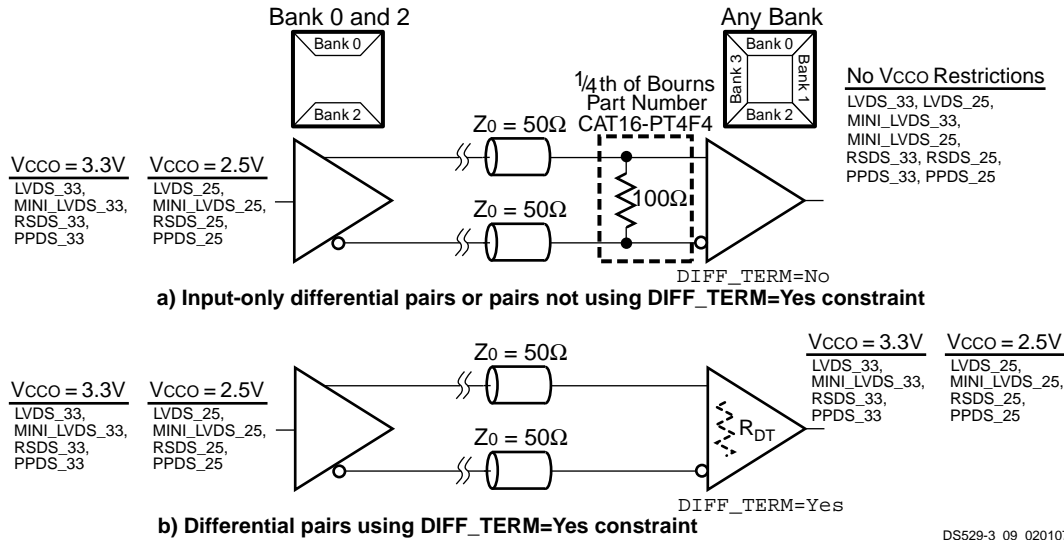 Bank 0 and 2
Bank 0
Bank 2
Any Bank
Bank 0
Bank 3
Bank 1
Bank 2
1/4th of Bourns
Part Number
CAT16-PT4F4
No VCCO Restrictions
LVDS_33, LVDS_25,
MINI_LVDS_33,
MINI_LVDS_25,
RSDS_33, RSDS_25,
PPDS_33, PPDS_25
VCCO = 3.3V
LVDS_33,
MINI_LVDS_33,
RSDS_33,
PPDS_33
VCCO = 2.5V
LVDS_25,
MINI_LVDS_25,
RSDS_25,
PPDS_25
Z0 = 50Ω
Z0 = 50Ω
100Ω
DIFF_TERM=No
a) Input-only differential pairs or pairs not using DIFF_TERM=Yes constraint
VCCO = 3.3V
LVDS_33,
MINI_LVDS_33,
RSDS_33,
PPDS_33
VCCO = 2.5V
LVDS_25,
MINI_LVDS_25,
RSDS_25,
PPDS_25
Z0 = 50Ω
Z0 = 50Ω
RDT
DIFF_TERM=Yes
VCCO = 3.3V
LVDS_33,
MINI_LVDS_33,
RSDS_33,
PPDS_33
VCCO = 2.5V
LVDS_25,
MINI_LVDS_25,
RSDS_25,
PPDS_25
b) Differential pairs using DIFF_TERM=Yes constraint